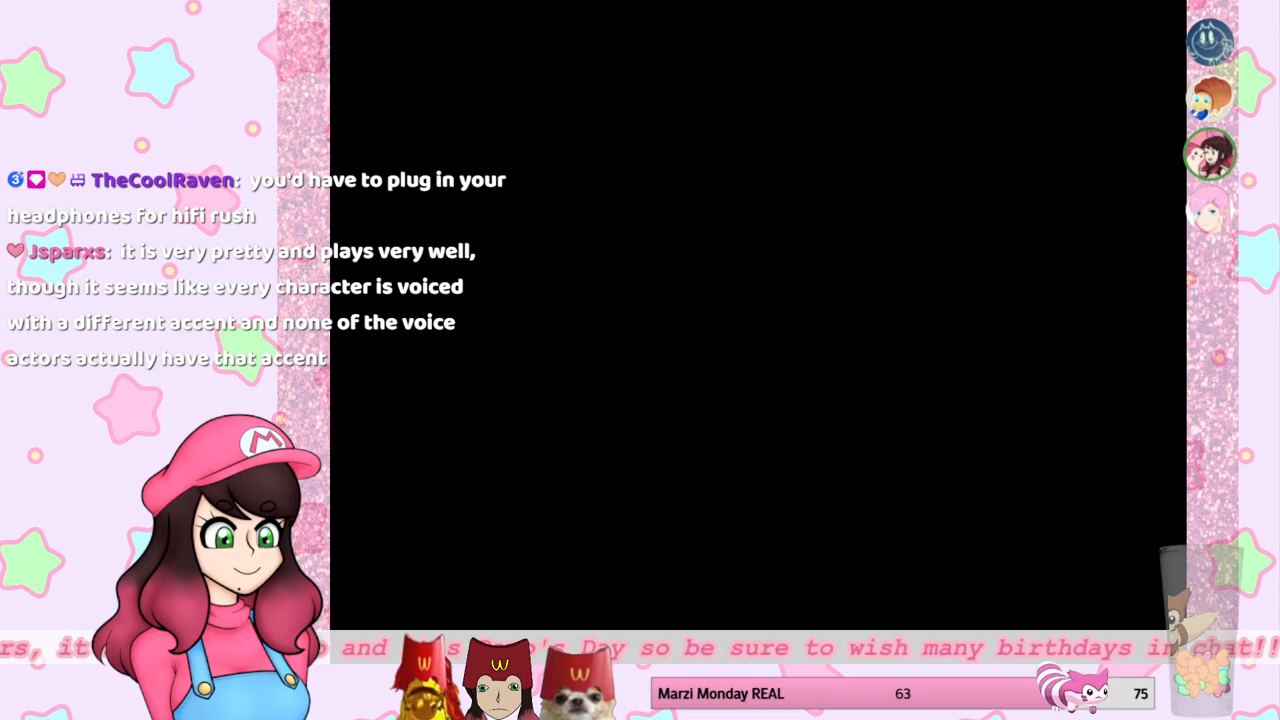 TheCoolRaven: you'd have to plug in your
headphones for hifi rush
Jsparxs: it is very pretty and plays very well,
though it seems like every character is voiced
with a different accent and none of the voice
actors actually have that accent
rs, it and Day so be sure to wish many birthdays in chat!!
Marzi Monday REAL 63 75